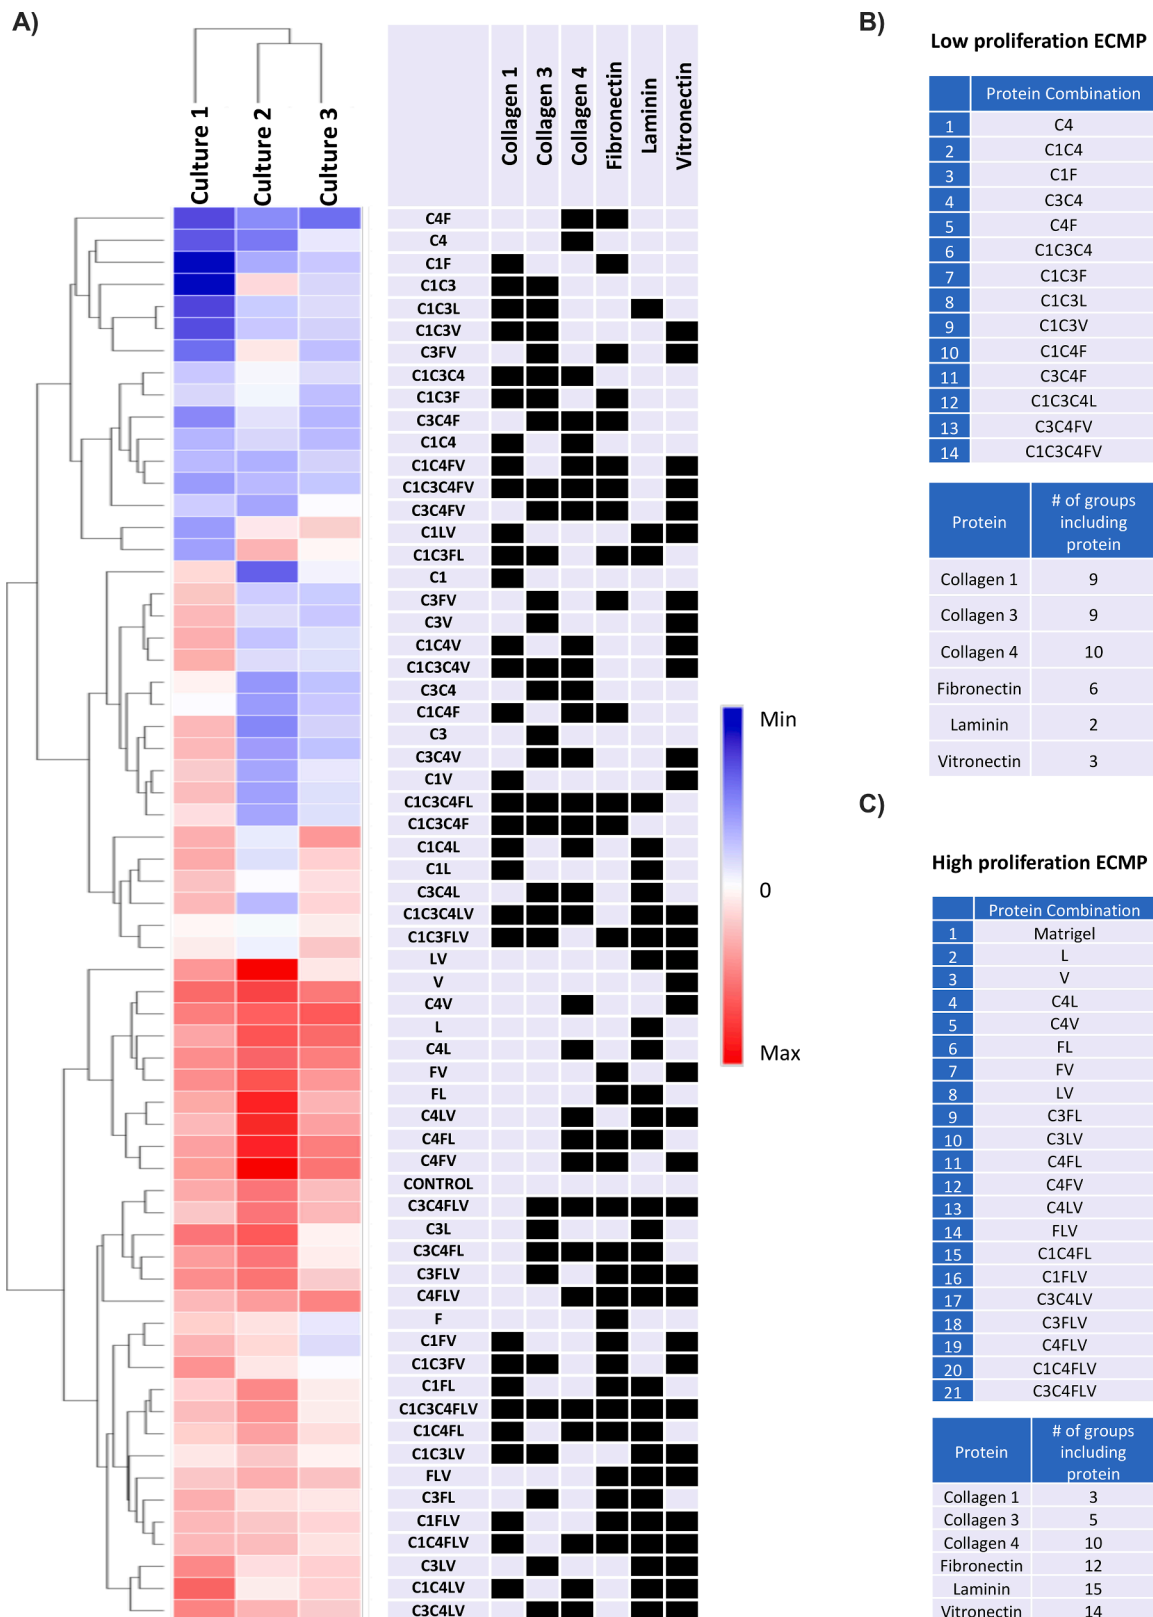 A)
Culture 1
Culture 2
Culture 3
Collagen 1
Collagen 3
Collagen 4
Fibronectin
Laminin
Vitronectin
C4F
C4
C1F
C1C3
C1C3L
C1C3V
C3FV
C1C3C4
C1C3F
C3C4F
C1C4
C1C4FV
C1C3C4FV
C3C4FV
C1LV
C1C3FL
C1
C3FV
C3V
C1C4V
C1C3C4V
C3C4
C1C4F
C3
C3C4V
C1V
C1C3C4FL
C1C3C4F
C1C4L
C1L
C3C4L
C1C3C4LV
C1C3FLV
LV
V
C4V
L
C4L
FV
FL
C4LV
C4FL
C4FV
CONTROL
C3C4FLV
C3L
C3C4FL
C3FLV
C4FLV
F
C1FV
C1C3FV
C1FL
C1C3C4FLV
C1C4FL
C1C3LV
FLV
C3FL
C1FLV
C1C4FLV
C3LV
C1C4LV
C3C4LV
Min
0
Max
B)
Low proliferation ECMP
Protein Combination
1 C4
2 C1C4
3 C1F
4 C3C4
5 C4F
6 C1C3C4
7 C1C3F
8 C1C3L
9 C1C3V
10 C1C4F
11 C3C4F
12 C1C3C4L
13 C3C4FV
14 C1C3C4FV
Protein # of groups including protein
Collagen 1 9
Collagen 3 9
Collagen 4 10
Fibronectin 6
Laminin 2
Vitronectin 3
C)
High proliferation ECMP
Protein Combination
1 Matrigel
2 L
3 V
4 C4L
5 C4V
6 FL
7 FV
8 LV
9 C3FL
10 C3LV
11 C4FL
12 C4FV
13 C4LV
14 FLV
15 C1C4FL
16 C1FLV
17 C3C4LV
18 C3FLV
19 C4FLV
20 C1C4FLV
21 C3C4FLV
Protein # of groups including protein
Collagen 1 3
Collagen 3 5
Collagen 4 10
Fibronectin 12
Laminin 15
Vitronectin 14